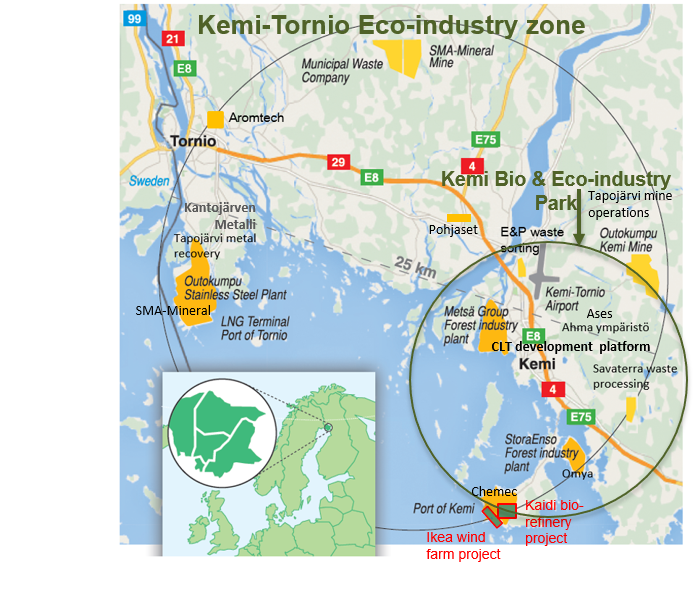 99
Kemi-Tornio Eco-industry zone
21
E8
Municipal Waste
Company
SMA-Mineral
Mine
Aromtech
Tornio
E75
29
4
E8
Sweden
Kemi Bio & Eco-industry
Park
Tapojärvi mine
operations
Kantojärven
Metalli
Tapojärvi metal
recovery
Pohjaset
E&P waste
sorting
Outokumpu
Kemi Mine
25 km
Outokumpu
Stainless Steel Plant
SMA-Mineral
LNG Terminal
Port of Tornio
Kemi-Tornio
Airport
Metsä Group
Forest industry
plant
Ases
Ahma ympäristö
E8
CLT development platform
Kemi
Savaterra waste
processing
4
E75
StoraEnso
Forest industry
plant
Omya
Chemec
Port of Kemi
Kaidi bio-
refinery
project
Ikea wind
farm project